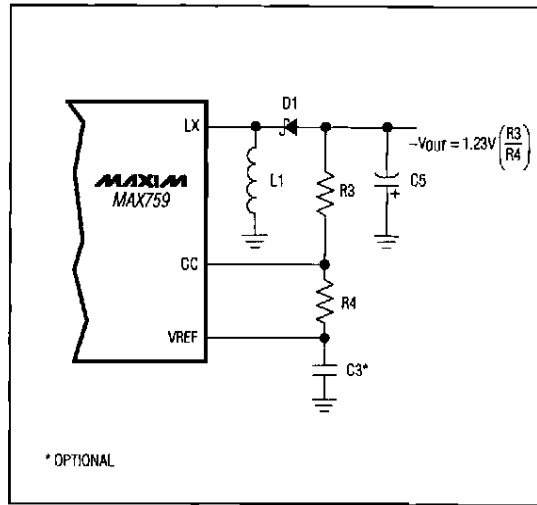 D1
LX
–VOUT = 1.23V (R3/R4)
MAXIM
MAX759
L1
R3
C5
+
CC
R4
VREF
C3*
* OPTIONAL